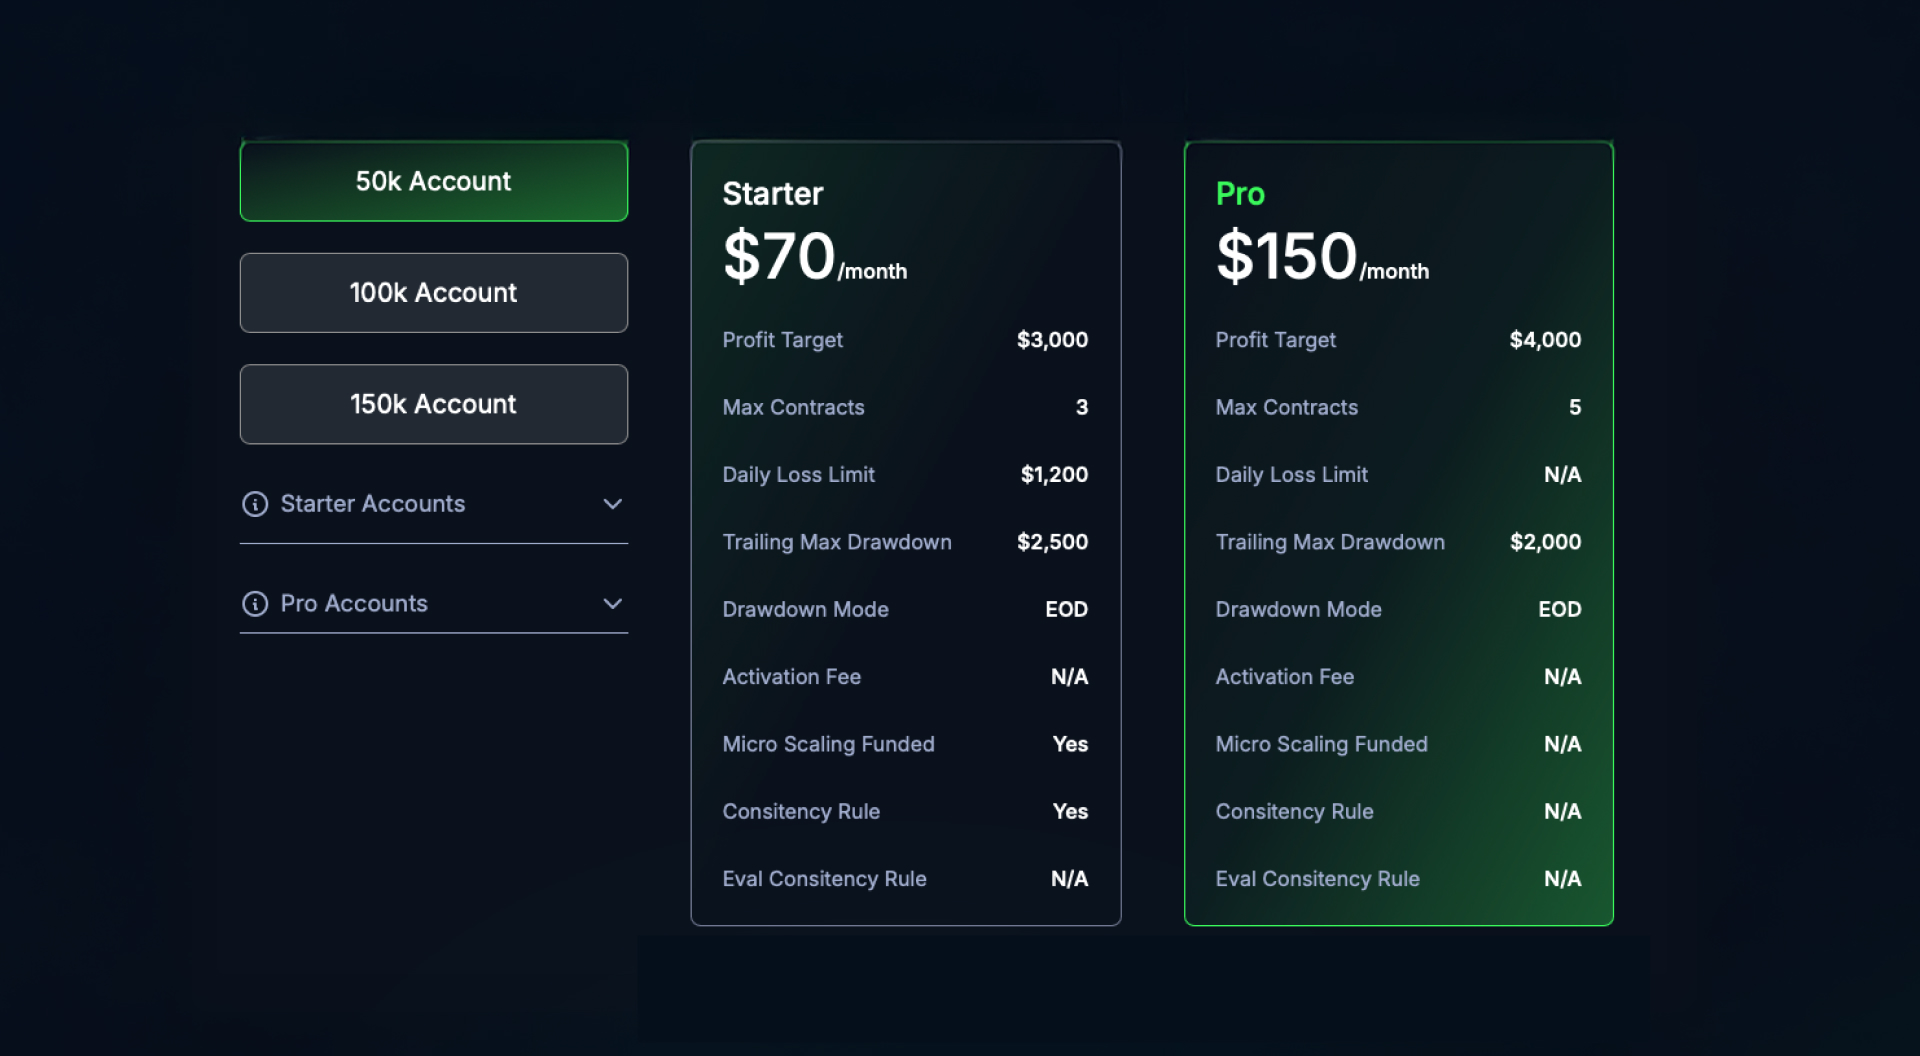 50k Account
100k Account
150k Account
Starter Accounts
Pro Accounts
Starter
$70/month
Profit Target $3,000
Max Contracts 3
Daily Loss Limit $1,200
Trailing Max Drawdown $2,500
Drawdown Mode EOD
Activation Fee N/A
Micro Scaling Funded Yes
Consitency Rule Yes
Eval Consitency Rule N/A
Pro
$150/month
Profit Target $4,000
Max Contracts 5
Daily Loss Limit N/A
Trailing Max Drawdown $2,000
Drawdown Mode EOD
Activation Fee N/A
Micro Scaling Funded N/A
Consitency Rule N/A
Eval Consitency Rule N/A